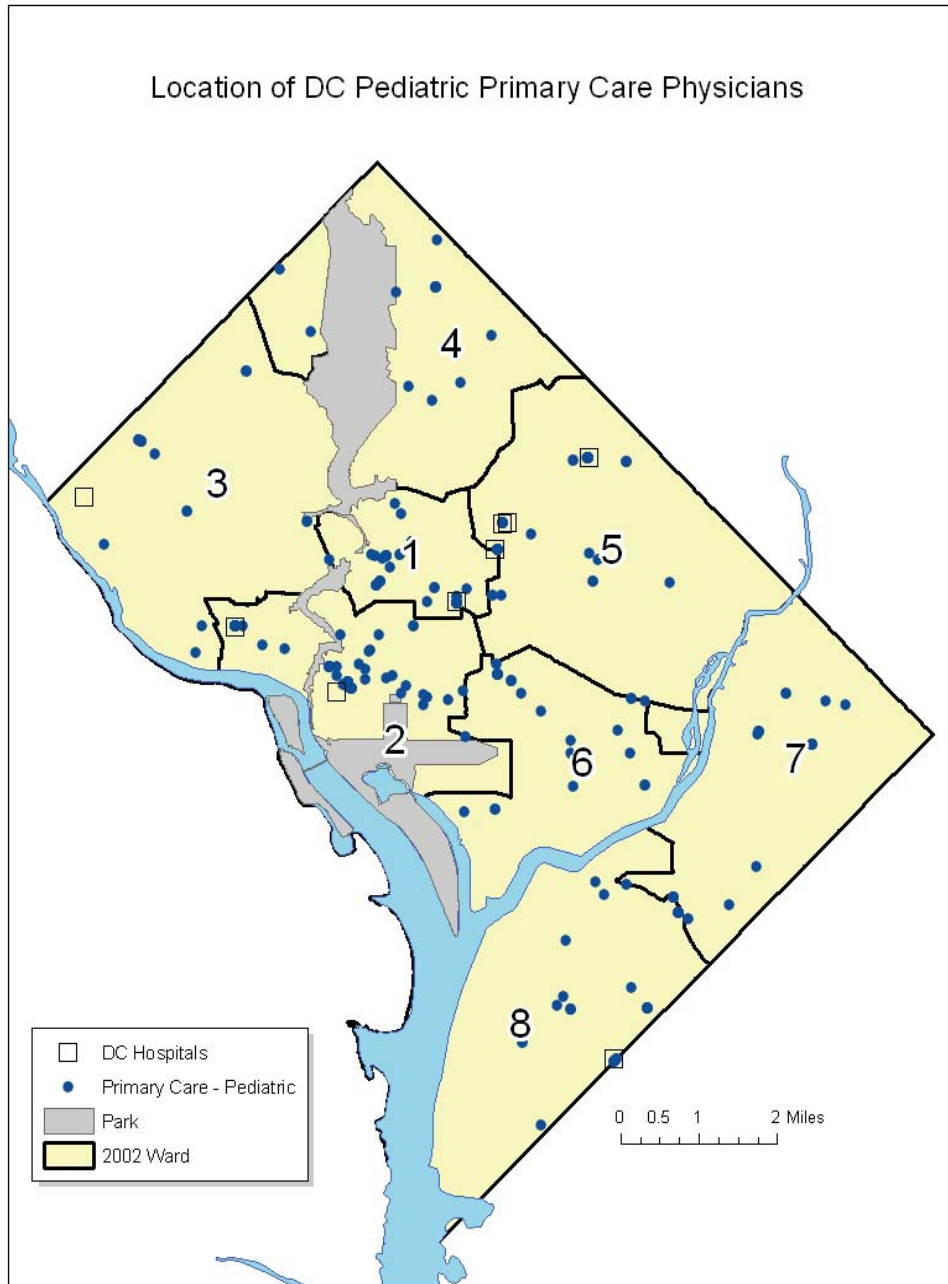 Location of DC Pediatric Primary Care Physicians
4
3
1
5
2
6
7
8
DC Hospitals
Primary Care - Pediatric
Park
2002 Ward
0 0.5 1 2 Miles